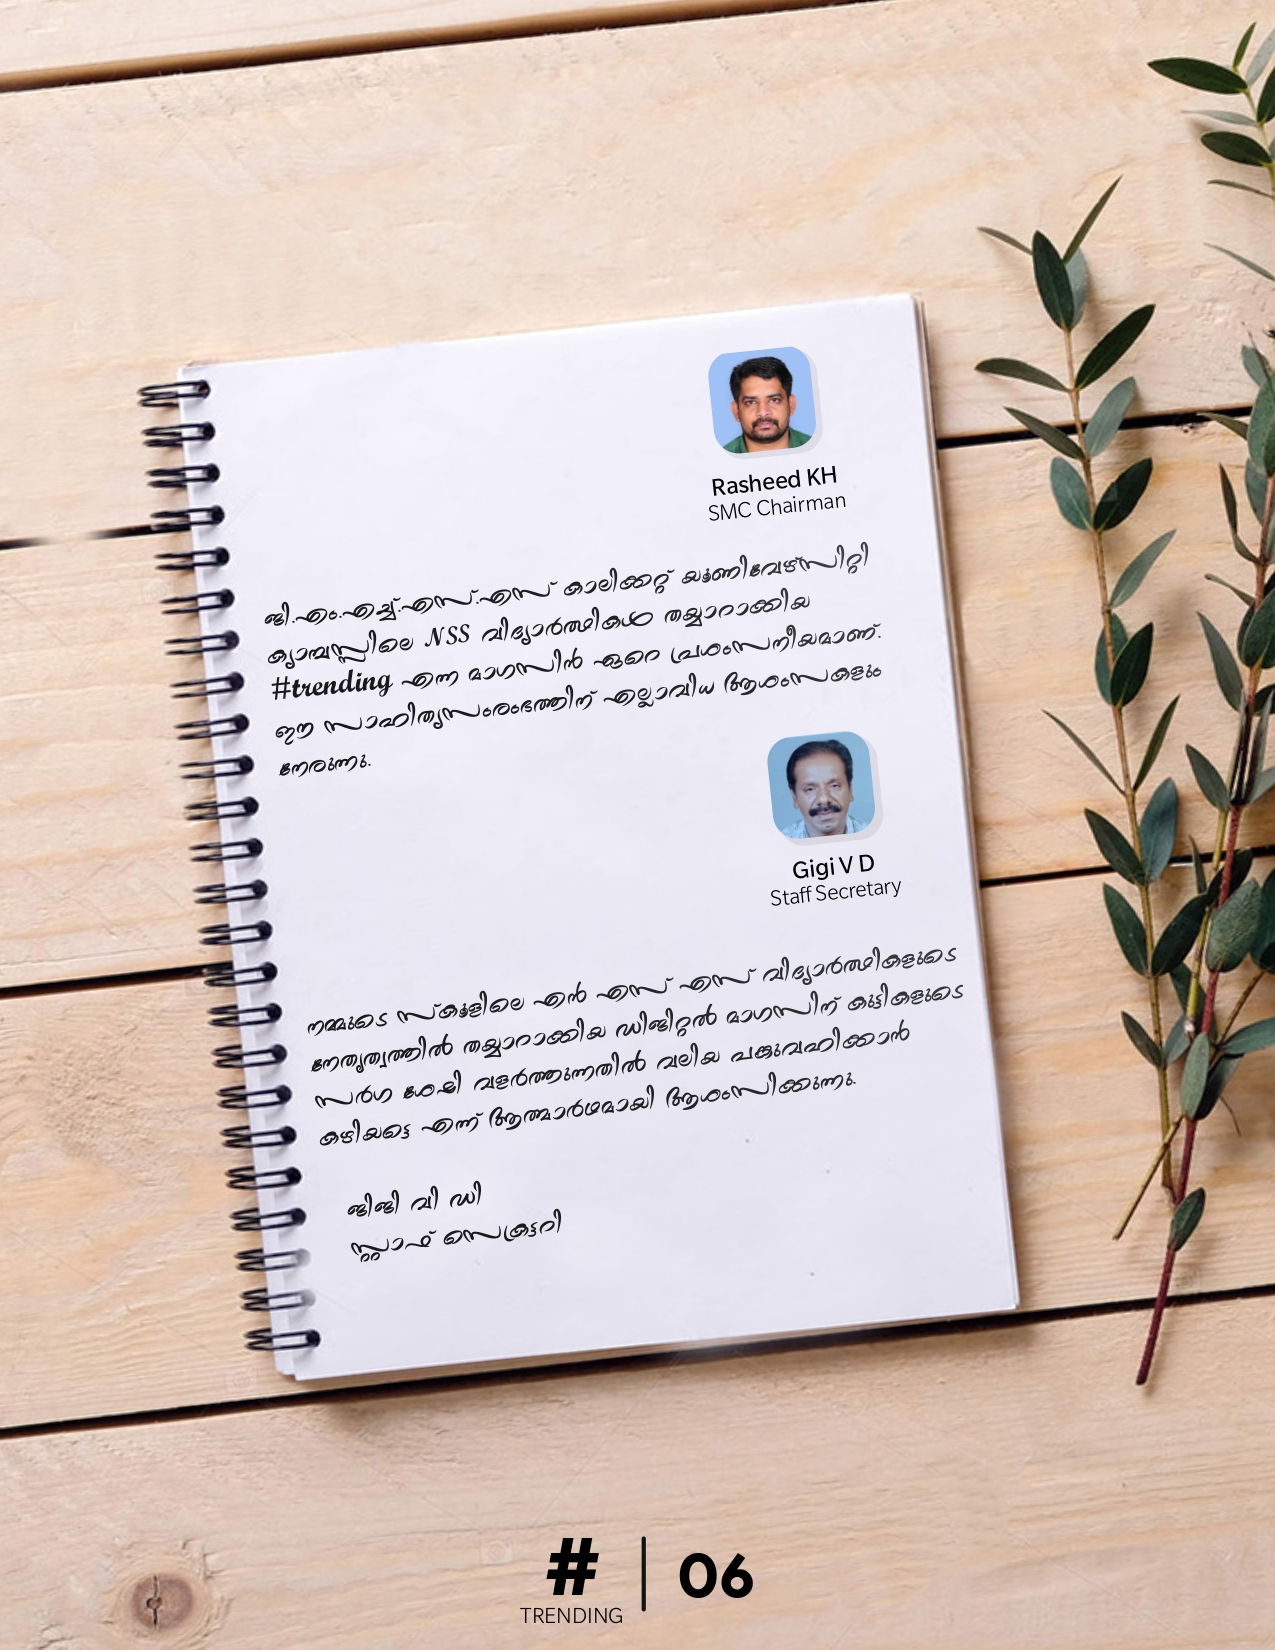 Rasheed KH
SMC Chairman
ജി.എം.എച്ച്.എസ്.എസ് കാലിക്കറ്റ് യൂണിവേഴ്സിറ്റി
ക്യാമ്പസ്സിലെ NSS വിദ്യാർത്ഥികൾ തയ്യാറാക്കിയ
#trending എന്ന മാഗസിൻ ഏറെ പ്രശംസനീയമാണ്.
ഈ സാഹിത്യസംരംഭത്തിന് എല്ലാവിധ ആശംസകളും
നേരുന്നു.
Gigi V D
Staff Secretary
നമ്മുടെ സ്കൂളിലെ എൻ എസ് എസ് വിദ്യാർത്ഥികളുടെ
നേതൃത്വത്തിൽ തയ്യാറാക്കിയ ഡിജിറ്റൽ മാഗസിന് കുട്ടികളുടെ
സർഗ ശേഷി വളർത്തുന്നതിൽ വലിയ പങ്കുവഹിക്കാൻ
കഴിയട്ടെ എന്ന് ആത്മാർഥമായി ആശംസിക്കുന്നു.
ജിജി വി ഡി
സ്റ്റാഫ് സെക്രട്ടറി
# | 06
TRENDING